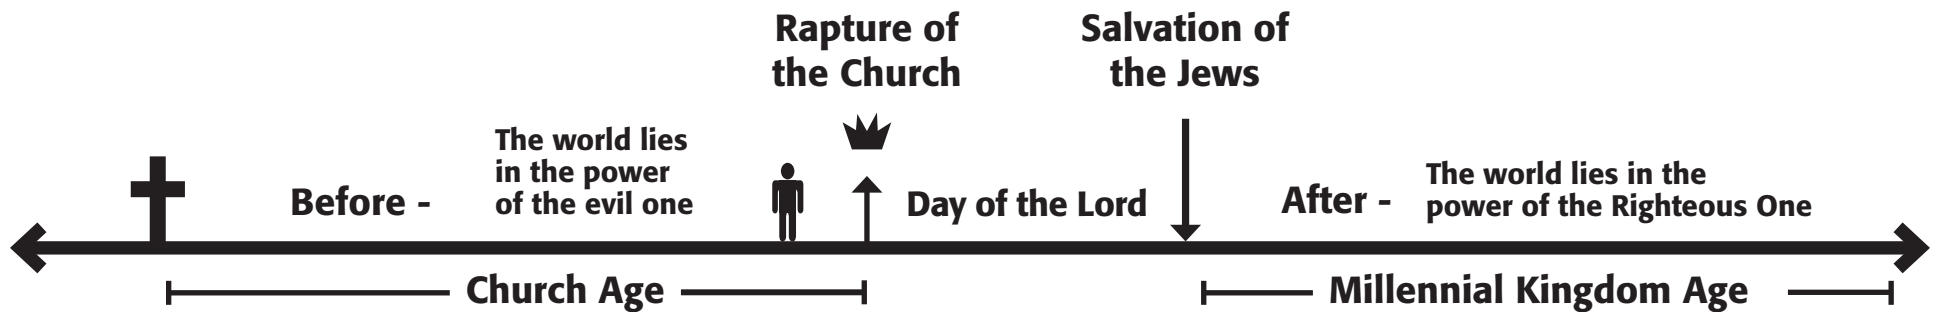 Rapture of
the Church
Salvation of
the Jews
Before -
The world lies
in the power
of the evil one
Day of the Lord
After -
The world lies in the
power of the Righteous One
Church Age
Millennial Kingdom Age